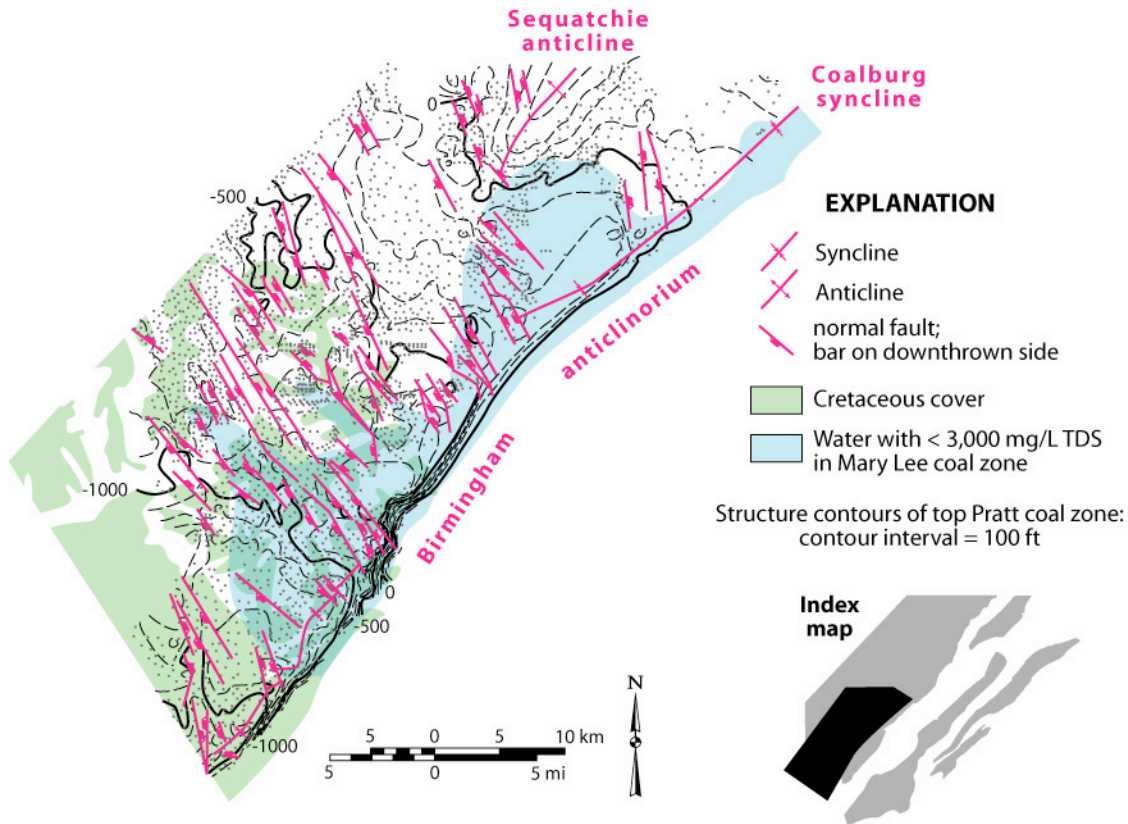 Sequatchie
anticline
Coalburg
syncline
0
-500
EXPLANATION
Syncline
Anticline
normal fault;
bar on downthrown side
anticlinorium
Cretaceous cover
Water with < 3,000 mg/L TDS
in Mary Lee coal zone
-1000
Birmingham
Structure contours of top Pratt coal zone:
contour interval = 100 ft
0
-500
Index
map
N
-1000
5 0 5 10 km
5 0 5 mi